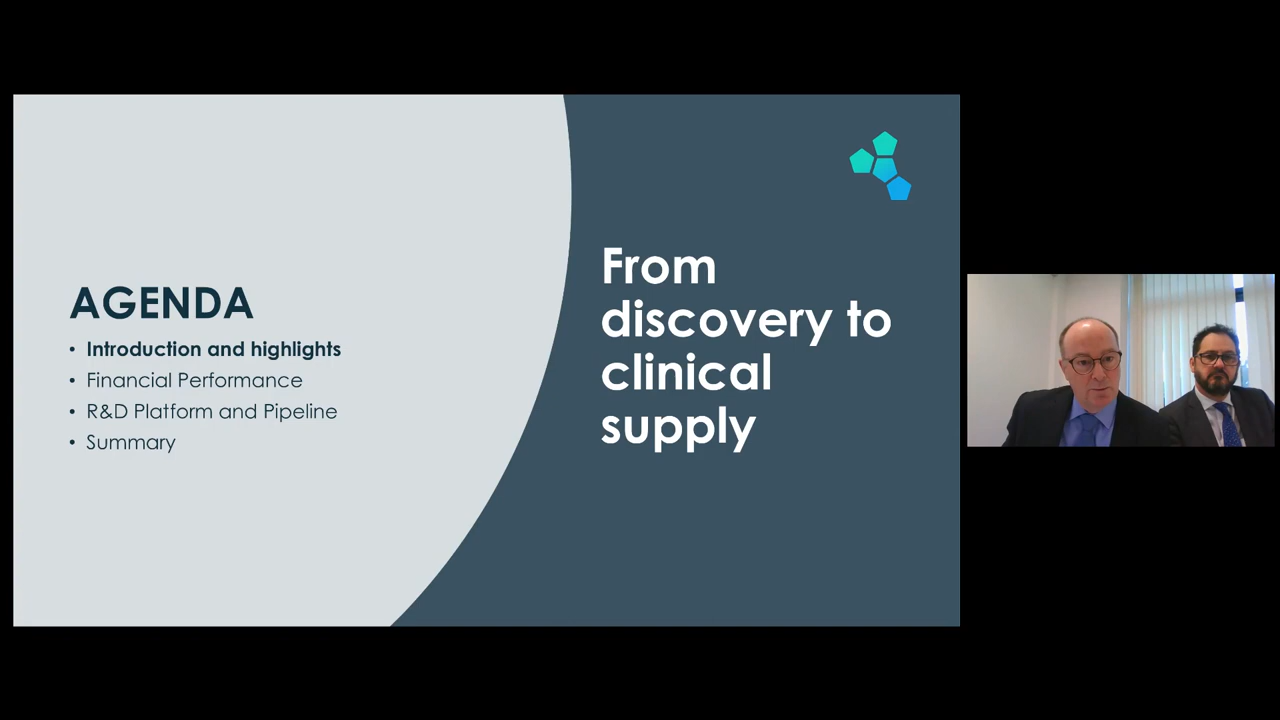 AGENDA
• Introduction and highlights
• Financial Performance
• R&D Platform and Pipeline
• Summary
From
discovery to
clinical
supply